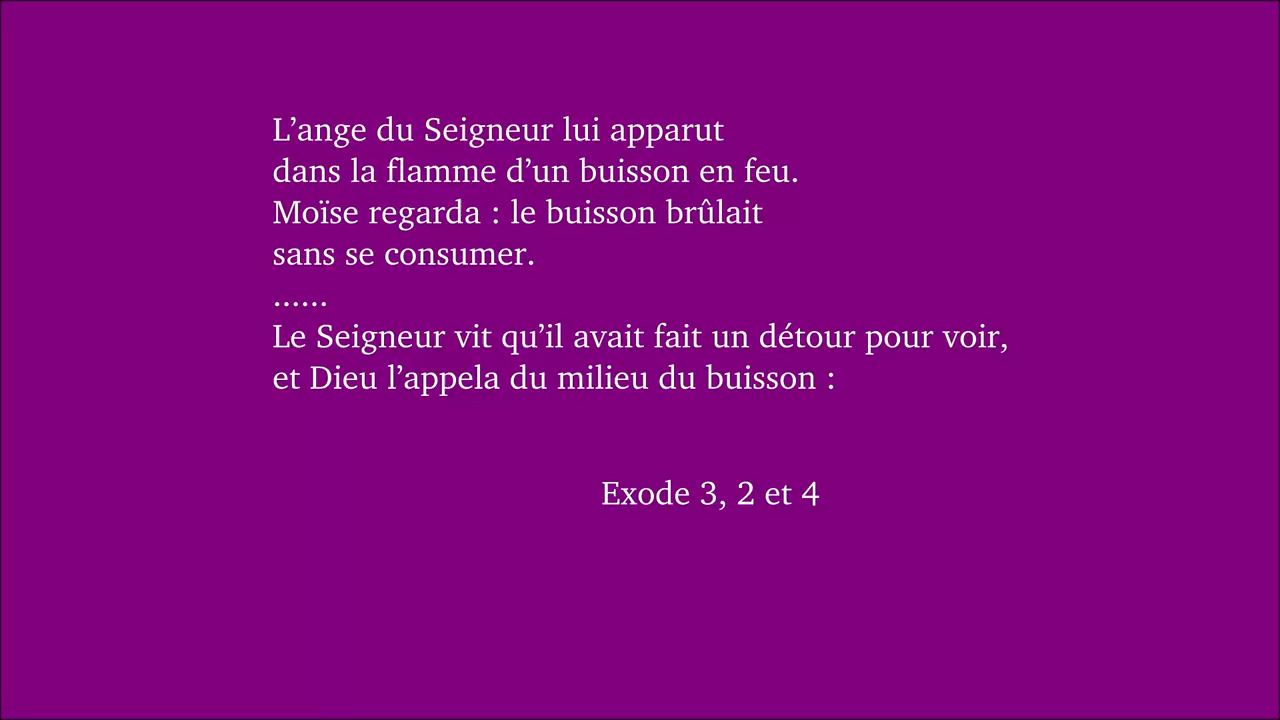 L’ange du Seigneur lui apparut
dans la flamme d’un buisson en feu.
Moïse regarda : le buisson brûlait
sans se consumer.
......
Le Seigneur vit qu’il avait fait un détour pour voir,
et Dieu l’appela du milieu du buisson :
Exode 3, 2 et 4